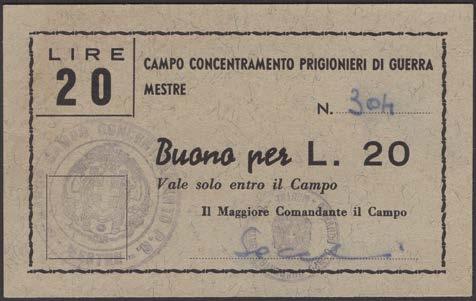 LIRE
20
CAMPO CONCENTRAMENTO PRIGIONIERI DI GUERRA
MESTRE
N. 304
Buono per L. 20
Vale solo entro il Campo
Il Maggiore Comandante il Campo